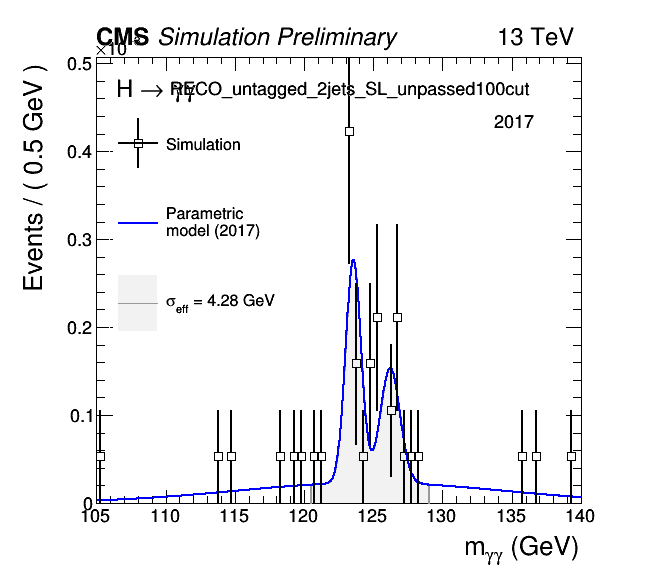 CMS Simulation Preliminary 13 TeV
×10
H → γγ RECO_untagged_2jets_SL_unpassed100cut
2017
Simulation
Parametric
model (2017)
σeff = 4.28 GeV
Events / ( 0.5 GeV )
0.5
0.4
0.3
0.2
0.1
0
105 110 115 120 125 130 135 140
mγγ (GeV)